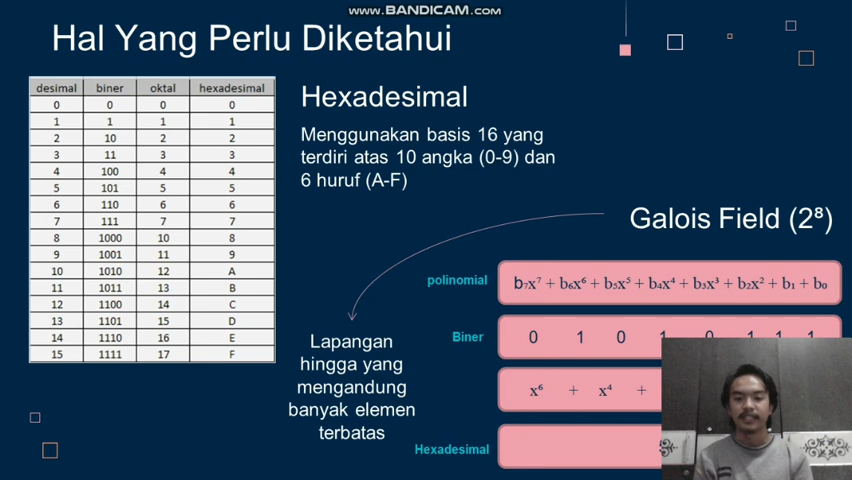 www.BANDICAM.com
Hal Yang Perlu Diketahui
desimal biner oktal hexadesimal
0 0 0 0
1 1 1 1
2 10 2 2
3 11 3 3
4 100 4 4
5 101 5 5
6 110 6 6
7 111 7 7
8 1000 10 8
9 1001 11 9
10 1010 12 A
11 1011 13 B
12 1100 14 C
13 1101 15 D
14 1110 16 E
15 1111 17 F
Hexadesimal
Menggunakan basis 16 yang
terdiri atas 10 angka (0-9) dan
6 huruf (A-F)
Galois Field (2⁸)
Lapangan
hingga yang
mengandung
banyak elemen
terbatas
polinomial b₇x⁷ + b₆x⁶ + b₅x⁵ + b₄x⁴ + b₃x³ + b₂x² + b₁ + b₀
Biner 0 1 0 1 0 1 1 1
x⁶ + x⁴ +
Hexadesimal